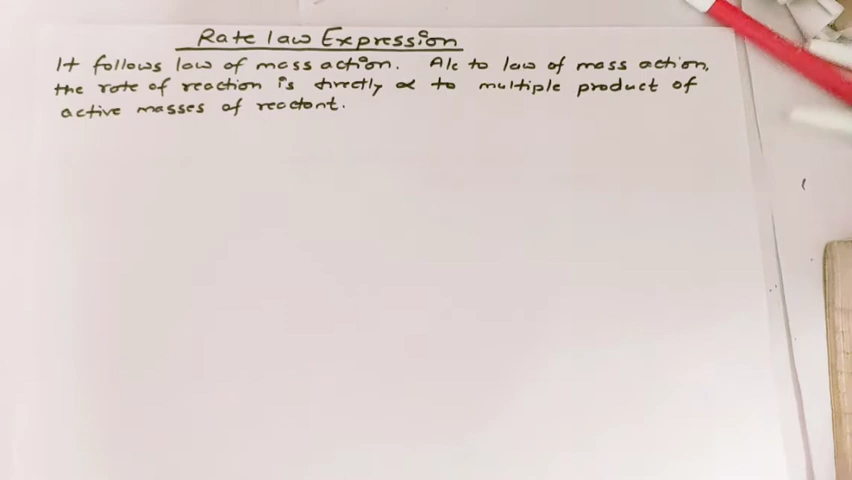 Rate law Expression
It follows law of mass action. A/c to law of mass action,
the rate of reaction is directly ∝ to multiple product of
active masses of reactant.